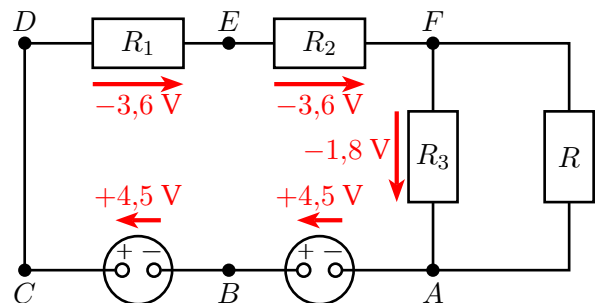 D E F
R₁ R₂
−3,6 V −3,6 V
−1,8 V R₃ R
+4,5 V +4,5 V
+ − + −
C B A